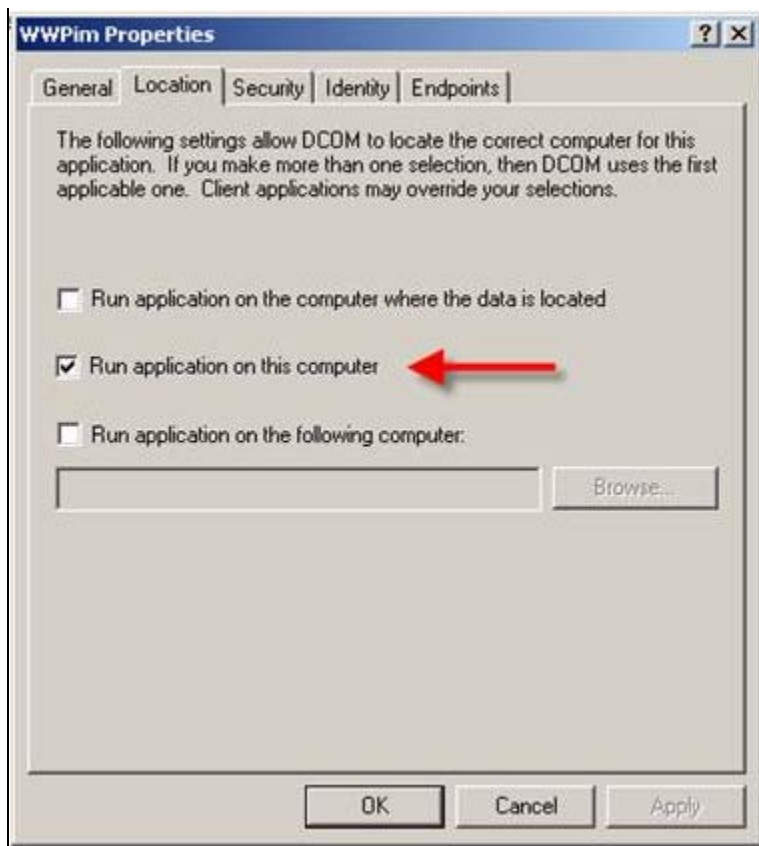 WWPim Properties
General Location Security Identity Endpoints
The following settings allow DCOM to locate the correct computer for this
application. If you make more than one selection, then DCOM uses the first
applicable one. Client applications may override your selections.
Run application on the computer where the data is located
Run application on this computer
Run application on the following computer:
Browse...
OK Cancel Apply